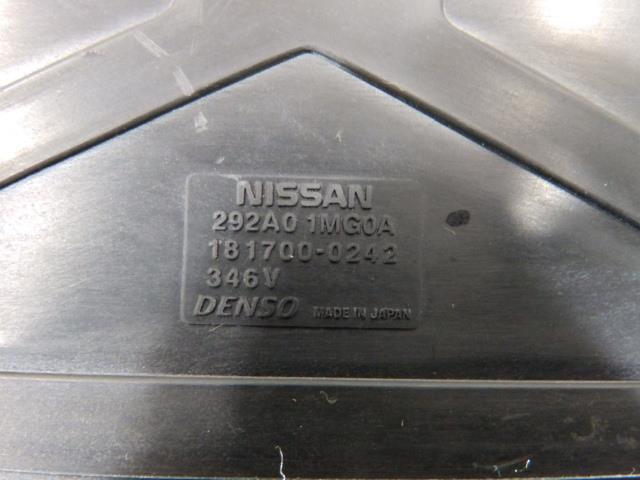 NISSAN
292A0 1MG0A
181700-0242
346V
DENSO MADE IN JAPAN